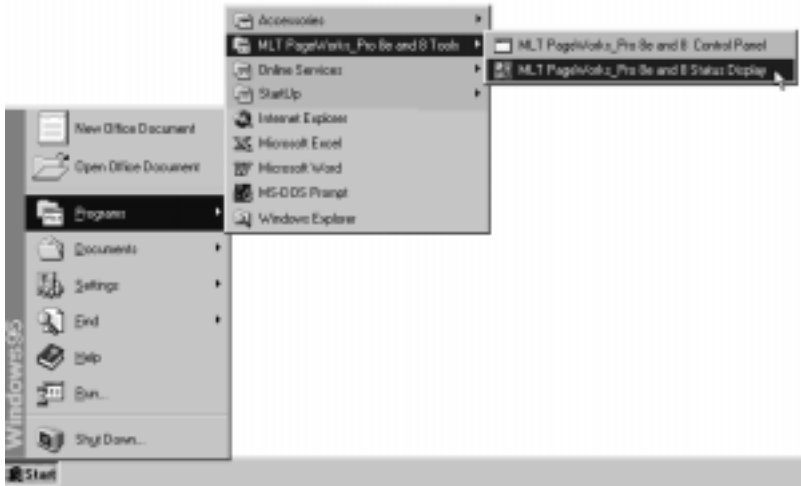 Accessories
MLT PageWorks_Pro 8e and 8 Tools
Online Services
StartUp
Internet Explorer
Microsoft Excel
Microsoft Word
MS-DOS Prompt
Windows Explorer
MLT PageWorks_Pro 8e and 8 Control Panel
MLT PageWorks_Pro 8e and 8 Status Display
New Office Document
Open Office Document
Programs
Documents
Settings
Find
Help
Run...
Shut Down...
Windows95
Start